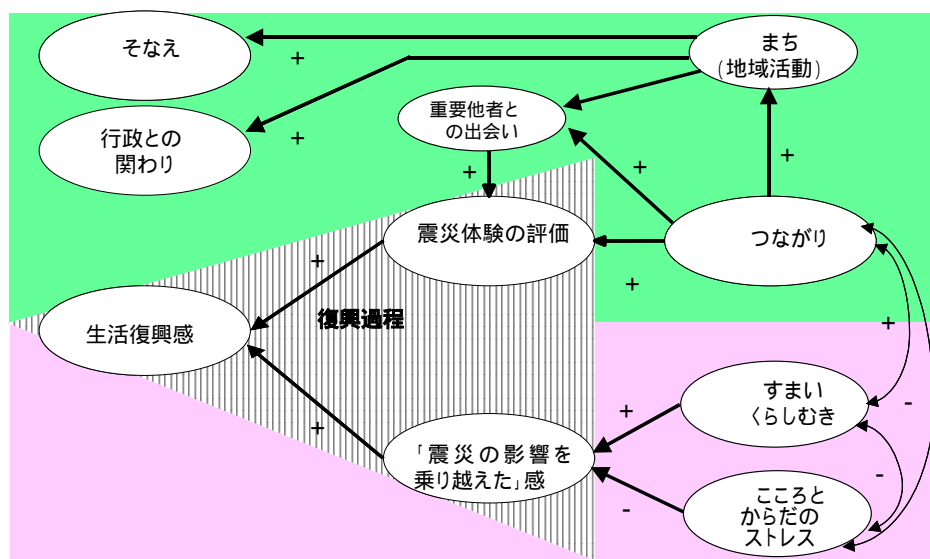 そなえ
+
まち
(地域活動)
行政との
関わり
+
重要他者と
の出会い
+
+
+
震災体験の評価
+
つながり
+
復興過程
生活復興感
+
+
-
すまい
くらしむき
+
「震災の影響を
乗り越えた」感
-
-
こころと
からだの
ストレス